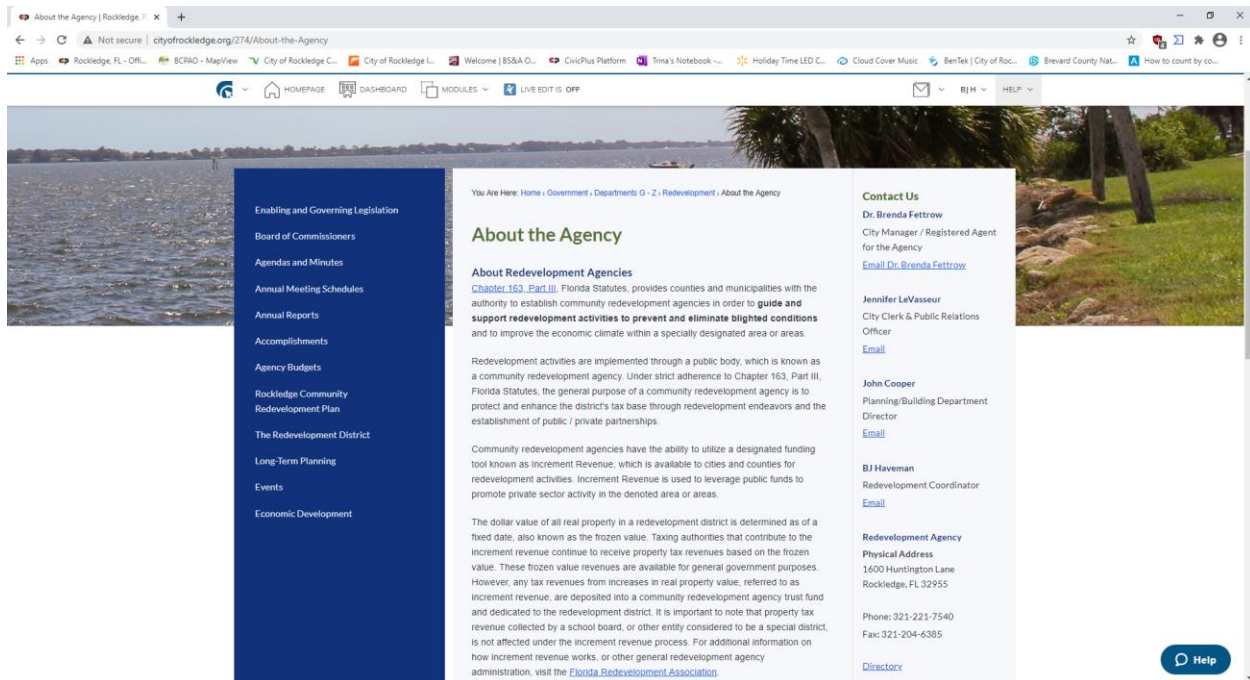 About the Agency | Rockledge, F
Not secure | cityofrockledge.org/274/About-the-Agency
Apps Rockledge, FL - Offi... BCPAO - MapView City of Rockledge C... City of Rockledge L... Welcome | BS&A O... CivicPlus Platform Trina's Notebook -... Holiday Time LED C... Cloud Cover Music BenTek | City of Roc... Brevard County Nat... How to count by co...
HOMEPAGE DASHBOARD MODULES LIVE EDIT IS OFF BJ H HELP
Enabling and Governing Legislation
Board of Commissioners
Agendas and Minutes
Annual Meeting Schedules
Annual Reports
Accomplishments
Agency Budgets
Rockledge Community
Redevelopment Plan
The Redevelopment District
Long-Term Planning
Events
Economic Development
You Are Here: Home › Government › Departments G - Z › Redevelopment › About the Agency
About the Agency
About Redevelopment Agencies
Chapter 163, Part III, Florida Statutes, provides counties and municipalities with the
authority to establish community redevelopment agencies in order to guide and
support redevelopment activities to prevent and eliminate blighted conditions
and to improve the economic climate within a specially designated area or areas.
Redevelopment activities are implemented through a public body, which is known as
a community redevelopment agency. Under strict adherence to Chapter 163, Part III,
Florida Statutes, the general purpose of a community redevelopment agency is to
protect and enhance the district's tax base through redevelopment endeavors and the
establishment of public / private partnerships.
Community redevelopment agencies have the ability to utilize a designated funding
tool known as Increment Revenue, which is available to cities and counties for
redevelopment activities. Increment Revenue is used to leverage public funds to
promote private sector activity in the denoted area or areas.
The dollar value of all real property in a redevelopment district is determined as of a
fixed date, also known as the frozen value. Taxing authorities that contribute to the
increment revenue continue to receive property tax revenues based on the frozen
value. These frozen value revenues are available for general government purposes.
However, any tax revenues from increases in real property value, referred to as
increment revenue, are deposited into a community redevelopment agency trust fund
and dedicated to the redevelopment district. It is important to note that property tax
revenue collected by a school board, or other entity considered to be a special district,
is not affected under the increment revenue process. For additional information on
how increment revenue works, or other general redevelopment agency
administration, visit the Florida Redevelopment Association.
Contact Us
Dr. Brenda Fettrow
City Manager / Registered Agent
for the Agency
Email Dr. Brenda Fettrow
Jennifer LeVasseur
City Clerk & Public Relations
Officer
Email
John Cooper
Planning/Building Department
Director
Email
BJ Haveman
Redevelopment Coordinator
Email
Redevelopment Agency
Physical Address
1600 Huntington Lane
Rockledge, FL 32955
Phone: 321-221-7540
Fax: 321-204-6385
Directory
Help